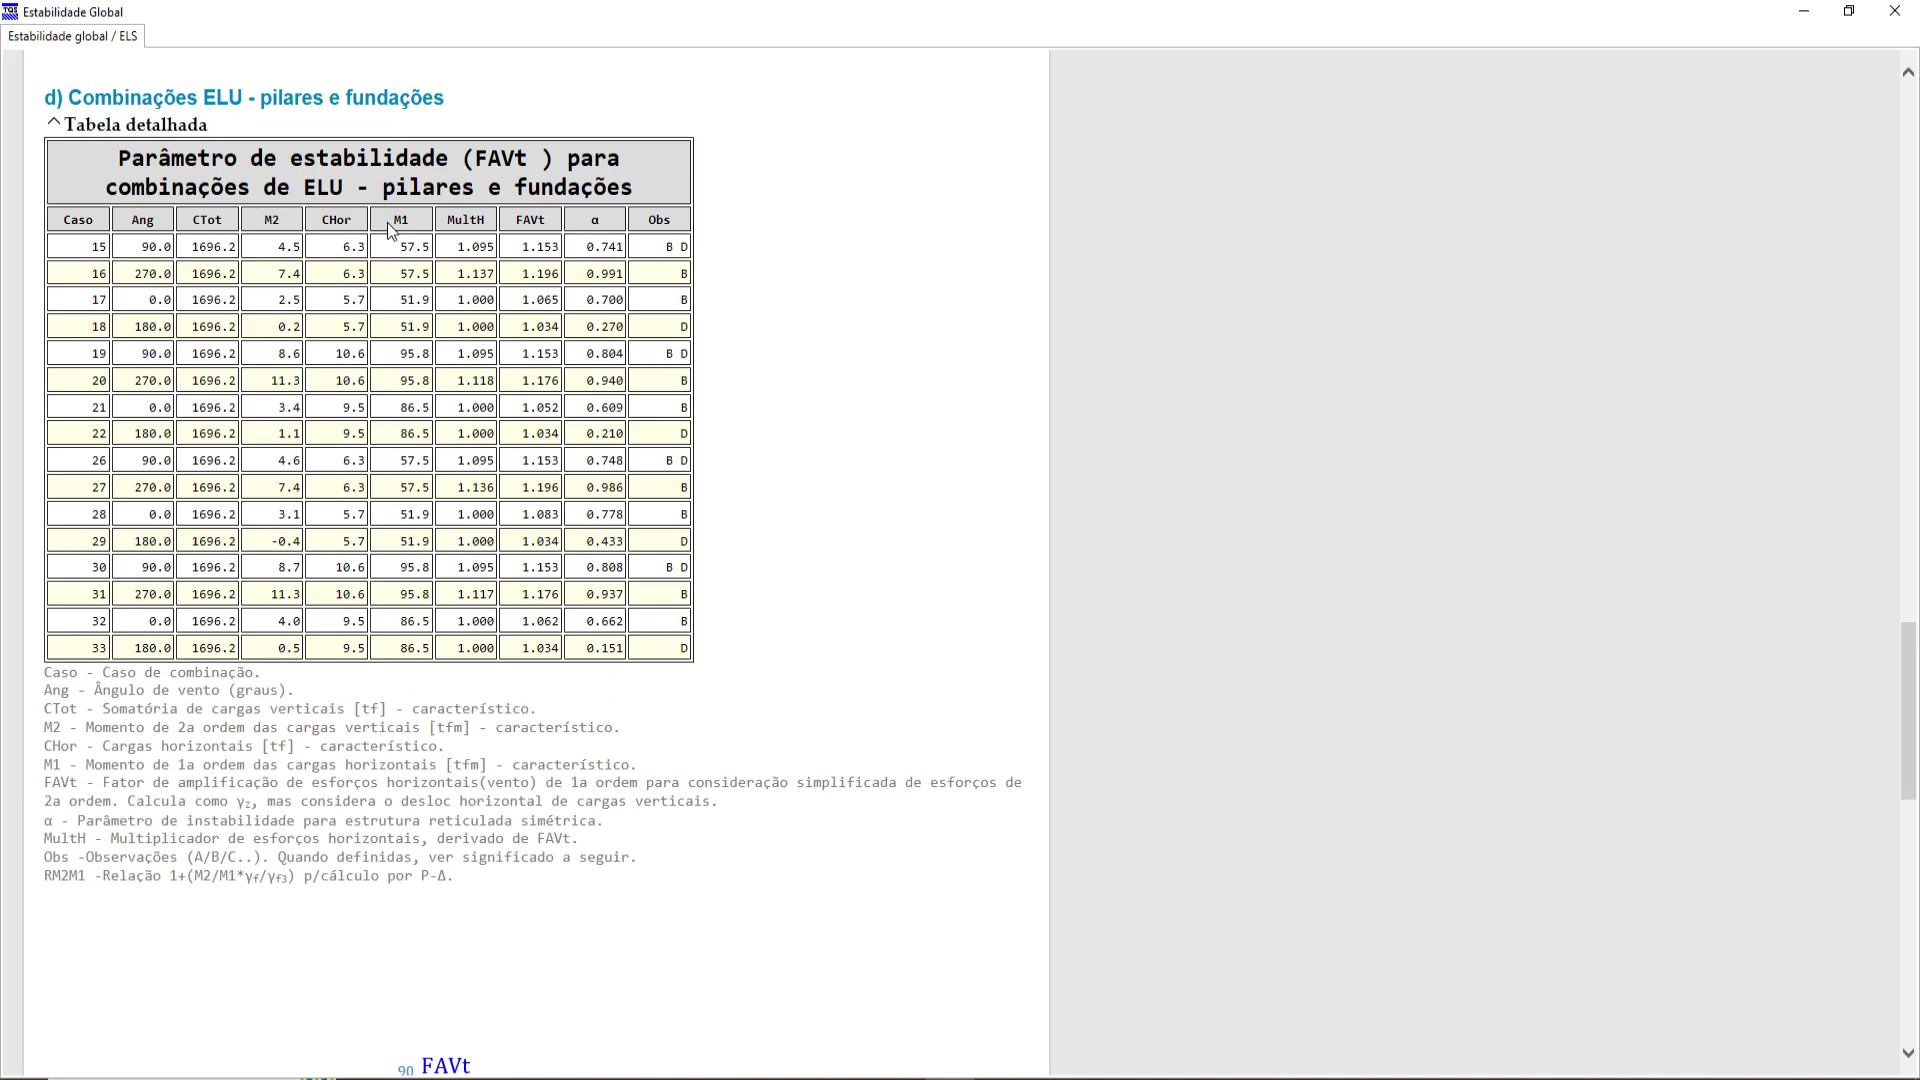 TQS Estabilidade Global
Estabilidade global / ELS
d) Combinações ELU - pilares e fundações
^ Tabela detalhada
Parâmetro de estabilidade (FAVt ) para
combinações de ELU - pilares e fundações
Caso Ang CTot M2 CHor M1 MultH FAVt α Obs
15 90.0 1696.2 4.5 6.3 57.5 1.095 1.153 0.741 B D
16 270.0 1696.2 7.4 6.3 57.5 1.137 1.196 0.991 B
17 0.0 1696.2 2.5 5.7 51.9 1.000 1.065 0.700 B
18 180.0 1696.2 0.2 5.7 51.9 1.000 1.034 0.270 D
19 90.0 1696.2 8.6 10.6 95.8 1.095 1.153 0.804 B D
20 270.0 1696.2 11.3 10.6 95.8 1.118 1.176 0.940 B
21 0.0 1696.2 3.4 9.5 86.5 1.000 1.052 0.609 B
22 180.0 1696.2 1.1 9.5 86.5 1.000 1.034 0.210 D
26 90.0 1696.2 4.6 6.3 57.5 1.095 1.153 0.748 B D
27 270.0 1696.2 7.4 6.3 57.5 1.136 1.196 0.986 B
28 0.0 1696.2 3.1 5.7 51.9 1.000 1.083 0.778 B
29 180.0 1696.2 -0.4 5.7 51.9 1.000 1.034 0.433 D
30 90.0 1696.2 8.7 10.6 95.8 1.095 1.153 0.808 B D
31 270.0 1696.2 11.3 10.6 95.8 1.117 1.176 0.937 B
32 0.0 1696.2 4.0 9.5 86.5 1.000 1.062 0.662 B
33 180.0 1696.2 0.5 9.5 86.5 1.000 1.034 0.151 D
Caso - Caso de combinação.
Ang - Ângulo de vento (graus).
CTot - Somatória de cargas verticais [tf] - característico.
M2 - Momento de 2a ordem das cargas verticais [tfm] - característico.
CHor - Cargas horizontais [tf] - característico.
M1 - Momento de 1a ordem das cargas horizontais [tfm] - característico.
FAVt - Fator de amplificação de esforços horizontais(vento) de 1a ordem para consideração simplificada de esforços de
2a ordem. Calcula como γz, mas considera o desloc horizontal de cargas verticais.
α - Parâmetro de instabilidade para estrutura reticulada simétrica.
MultH - Multiplicador de esforços horizontais, derivado de FAVt.
Obs -Observações (A/B/C..). Quando definidas, ver significado a seguir.
RM2M1 -Relação 1+(M2/M1*γf/γf3) p/cálculo por P-Δ.
90 FAVt